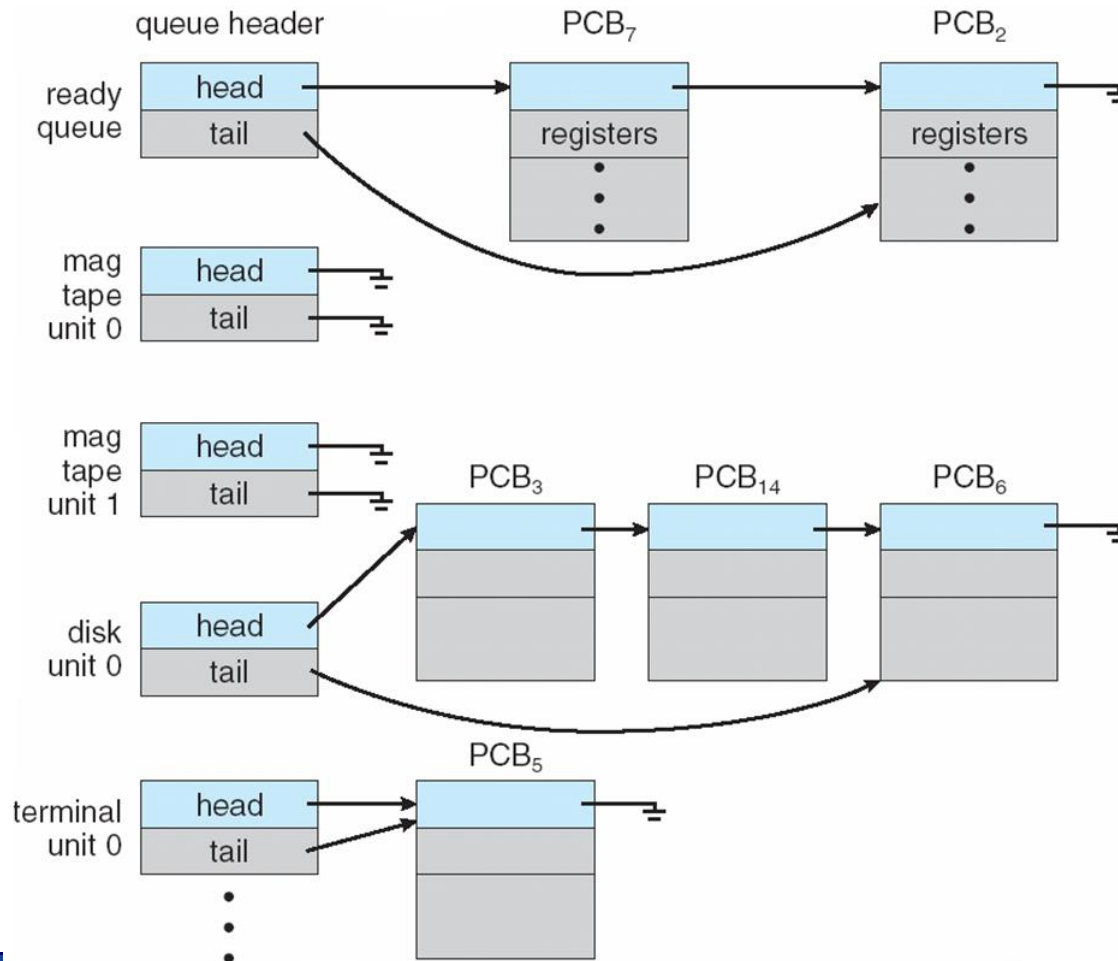 queue header
PCB₇
PCB₂
ready
queue
head
tail
registers
registers
mag
tape
unit 0
head
tail
mag
tape
unit 1
head
tail
PCB₃
PCB₁₄
PCB₆
disk
unit 0
head
tail
PCB₅
terminal
unit 0
head
tail